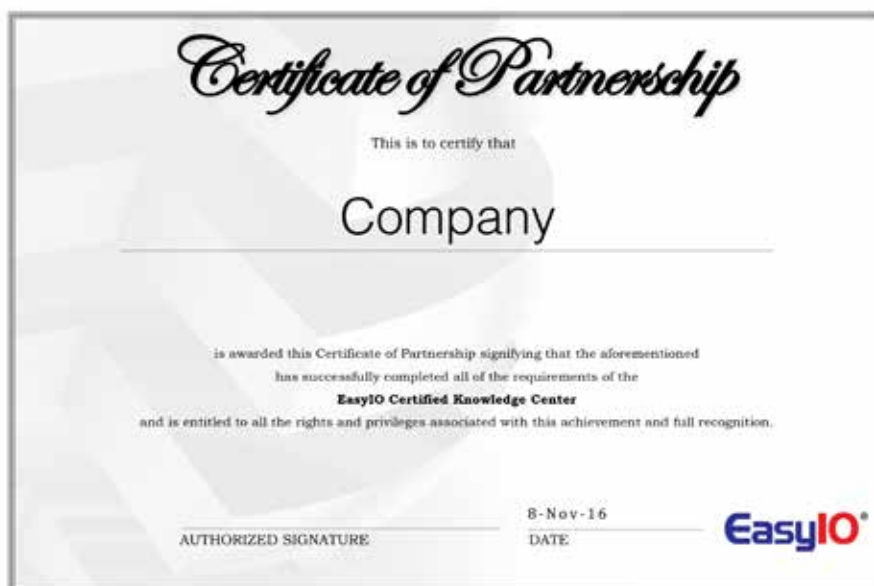 Certificate of Partnerschip
This is to certify that
Company
is awarded this Certificate of Partnership signifying that the aforementioned
has successfully completed all of the requirements of the
EasyIO Certified Knowledge Center
and is entitled to all the rights and privileges associated with this achievement and full recognition.
8-Nov-16
AUTHORIZED SIGNATURE DATE
EasyIO®